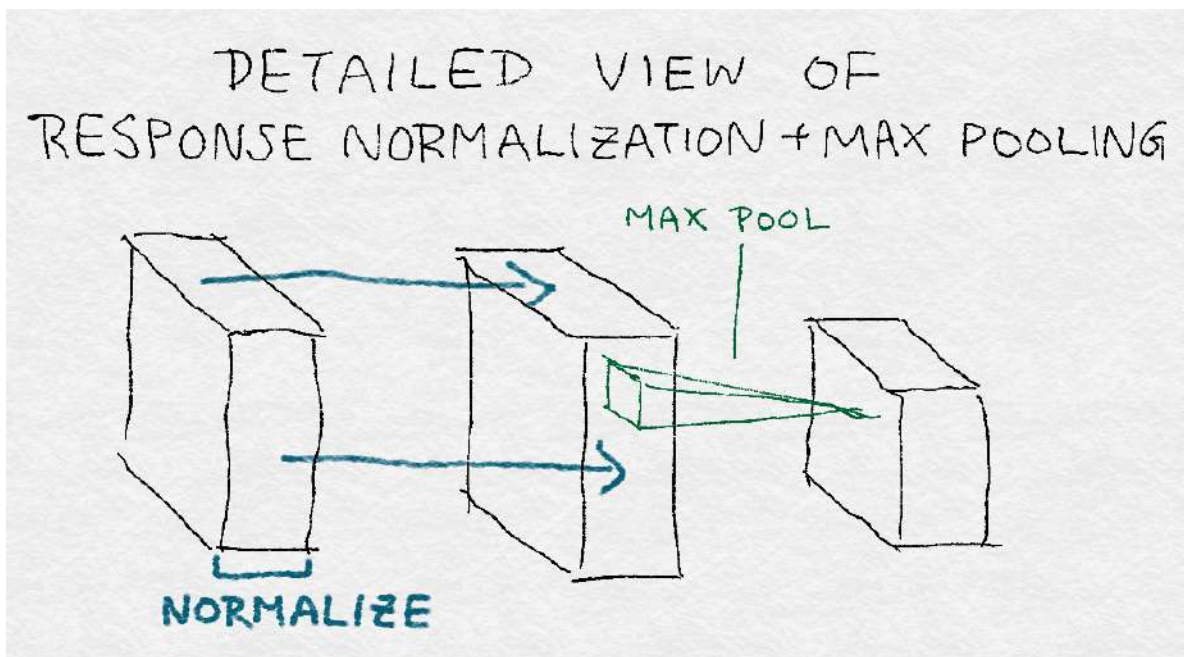 DETAILED VIEW OF
RESPONSE NORMALIZATION + MAX POOLING
MAX POOL
NORMALIZE